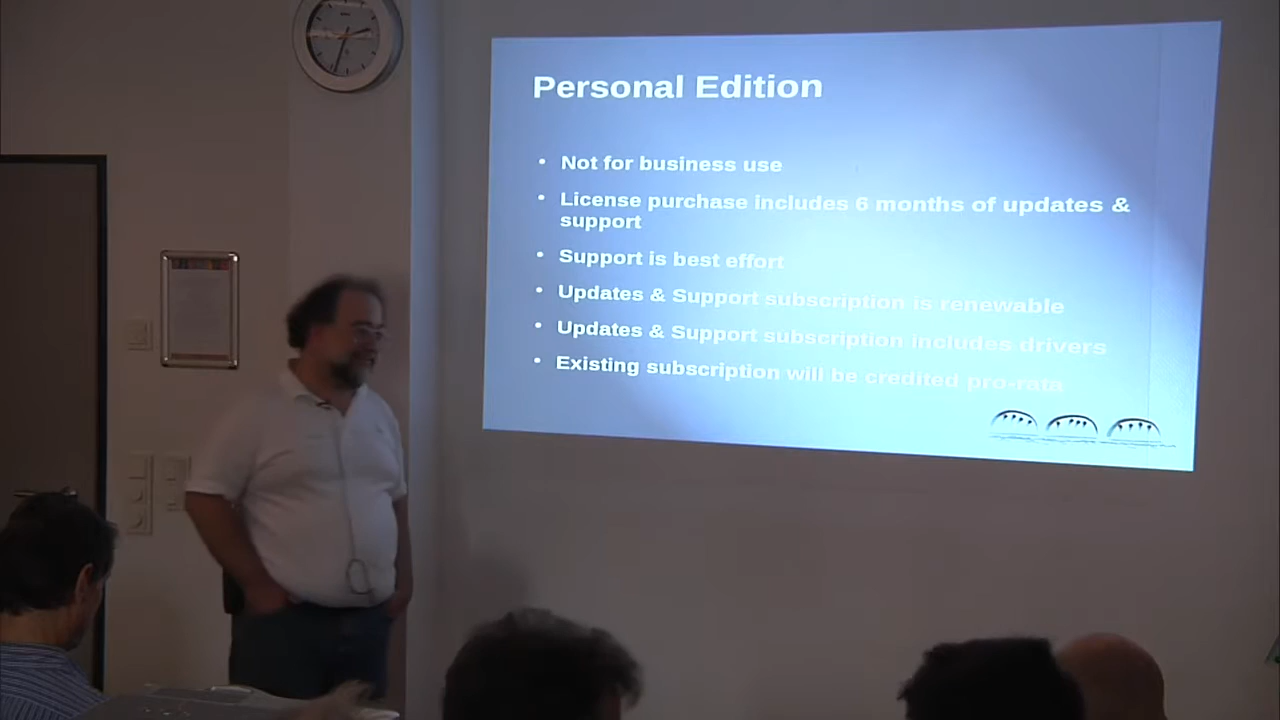 Personal Edition
• Not for business use
• License purchase includes 6 months of updates &
support
• Support is best effort
• Updates & Support subscription is renewable
• Updates & Support subscription includes drivers
• Existing subscription will be credited pro-rata